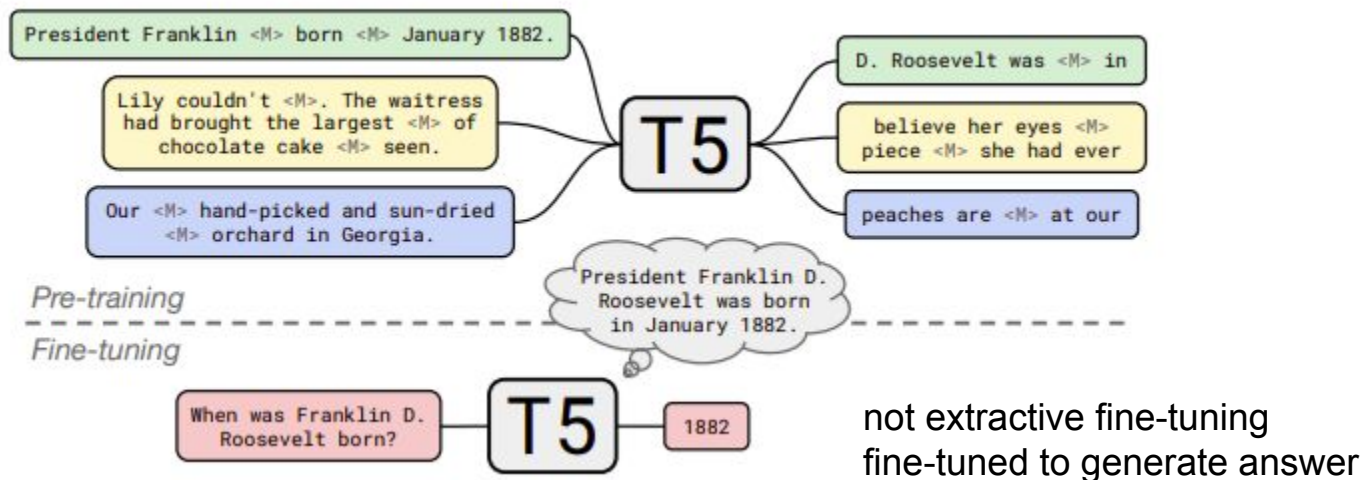 President Franklin <M> born <M> January 1882.
Lily couldn't <M>. The waitress
had brought the largest <M> of
chocolate cake <M> seen.
Our <M> hand-picked and sun-dried
<M> orchard in Georgia.
T5
D. Roosevelt was <M> in
believe her eyes <M>
piece <M> she had ever
peaches are <M> at our
Pre-training
President Franklin D.
Roosevelt was born
in January 1882.
Fine-tuning
When was Franklin D.
Roosevelt born?
T5
1882
not extractive fine-tuning
fine-tuned to generate answer